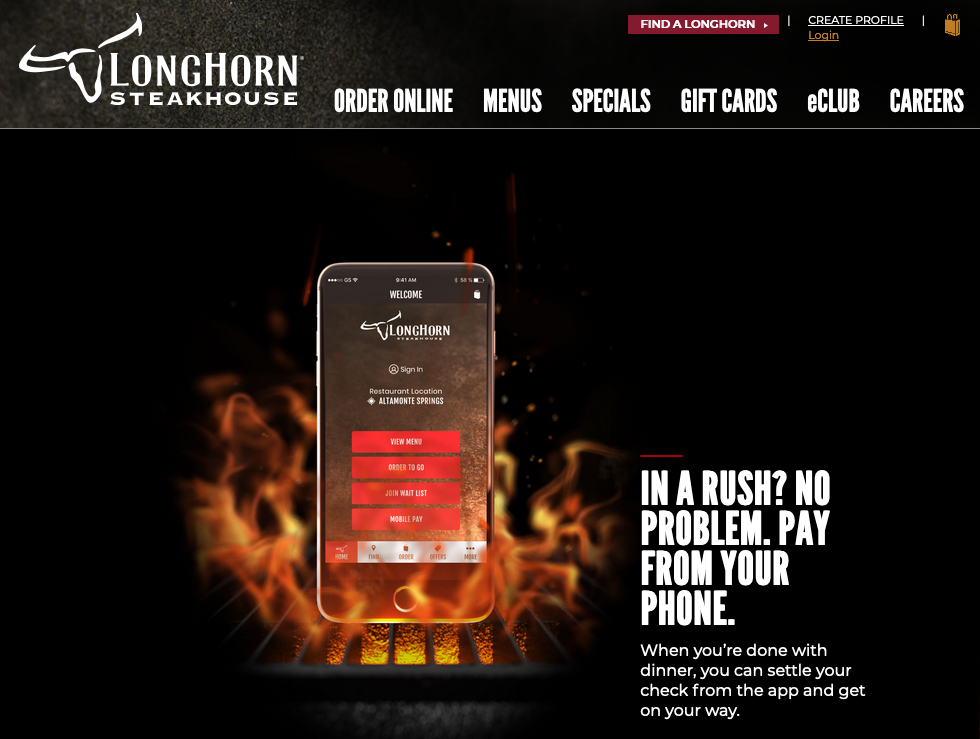 FIND A LONGHORN
|
CREATE PROFILE
|
Login
LONGHORN®
STEAKHOUSE
ORDER ONLINE
MENUS
SPECIALS
GIFT CARDS
eCLUB
CAREERS
GS
9:41 AM
58 %
WELCOME
LONGHORN
STEAKHOUSE
Sign In
Restaurant Location
ALTAMONTE SPRINGS
VIEW MENU
ORDER TO GO
JOIN WAIT LIST
MOBILE PAY
HOME
FIND
ORDER
OFFERS
MORE
IN A RUSH? NO
PROBLEM. PAY
FROM YOUR
PHONE.
When you’re done with
dinner, you can settle your
check from the app and get
on your way.